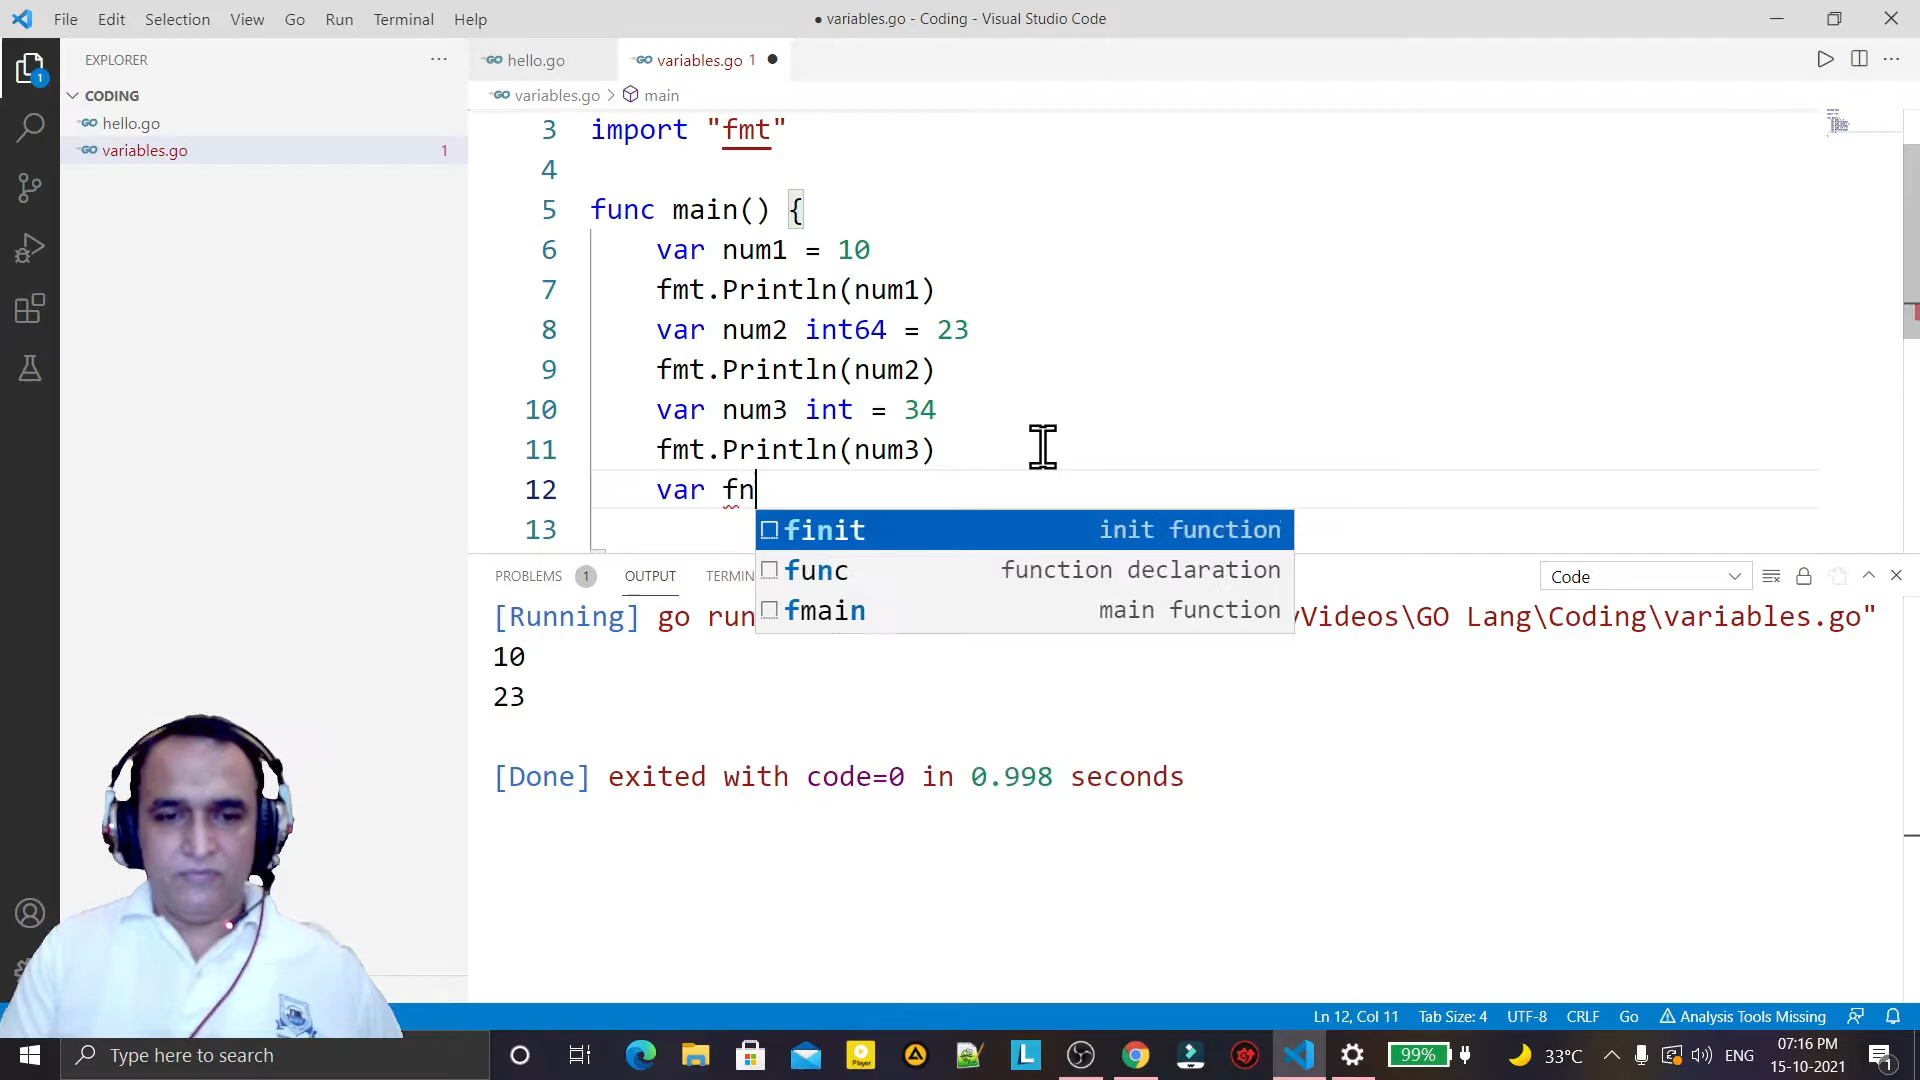 File Edit Selection View Go Run Terminal Help
● variables.go - Coding - Visual Studio Code
EXPLORER
CODING
hello.go
variables.go 1
hello.go
variables.go 1
variables.go > main
3 import "fmt"
4
5 func main() {
6 var num1 = 10
7 fmt.Println(num1)
8 var num2 int64 = 23
9 fmt.Println(num2)
10 var num3 int = 34
11 fmt.Println(num3)
12 var fn
13
finit init function
func function declaration
fmain main function
PROBLEMS 1 OUTPUT TERMIN
Code
[Running] go run
Videos\GO Lang\Coding\variables.go"
10
23
[Done] exited with code=0 in 0.998 seconds
Ln 12, Col 11 Tab Size: 4 UTF-8 CRLF Go Analysis Tools Missing
Type here to search
99% 33°C ENG
07:16 PM
15-10-2021